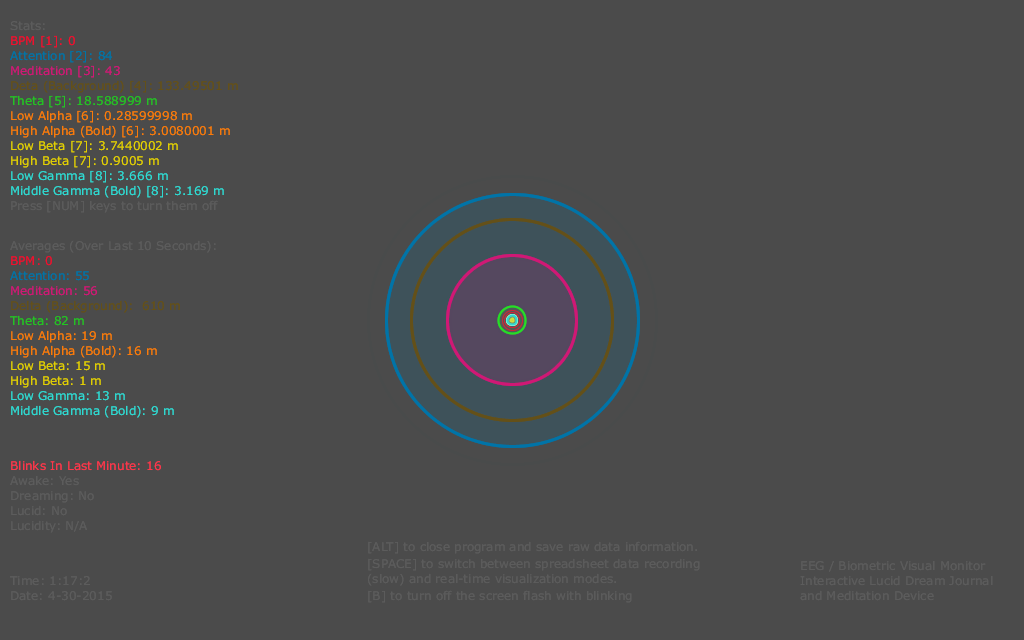 Stats:
BPM [1]: 0
Attention [2]: 84
Meditation [3]: 43
Theta [5]: 18.588999 m
Low Alpha [6]: 0.28599998 m
High Alpha (Bold) [6]: 3.0080001 m
Low Beta [7]: 3.7440002 m
High Beta [7]: 0.9005 m
Low Gamma [8]: 3.666 m
Middle Gamma (Bold) [8]: 3.169 m
Press [NUM] keys to turn them off
Averages (Over Last 10 Seconds):
BPM: 0
Attention: 55
Meditation: 56
Delta (Background): m
Theta: 82 m
Low Alpha: 19 m
High Alpha (Bold): 16 m
Low Beta: 15 m
High Beta: 1 m
Low Gamma: 13 m
Middle Gamma (Bold): 9 m
Blinks In Last Minute: 16
Awake: Yes
Dreaming: No
Lucid: No
Lucidity: N/A
Time: 1:17:2
Date: 4-30-2015
[ALT] to close program and save raw data information.
[SPACE] to switch between spreadsheet data recording
(slow) and real-time visualization modes.
[B] to turn off the screen flash with blinking
EEG / Biometric Visual Monitor
Interactive Lucid Dream Journal
and Meditation Device